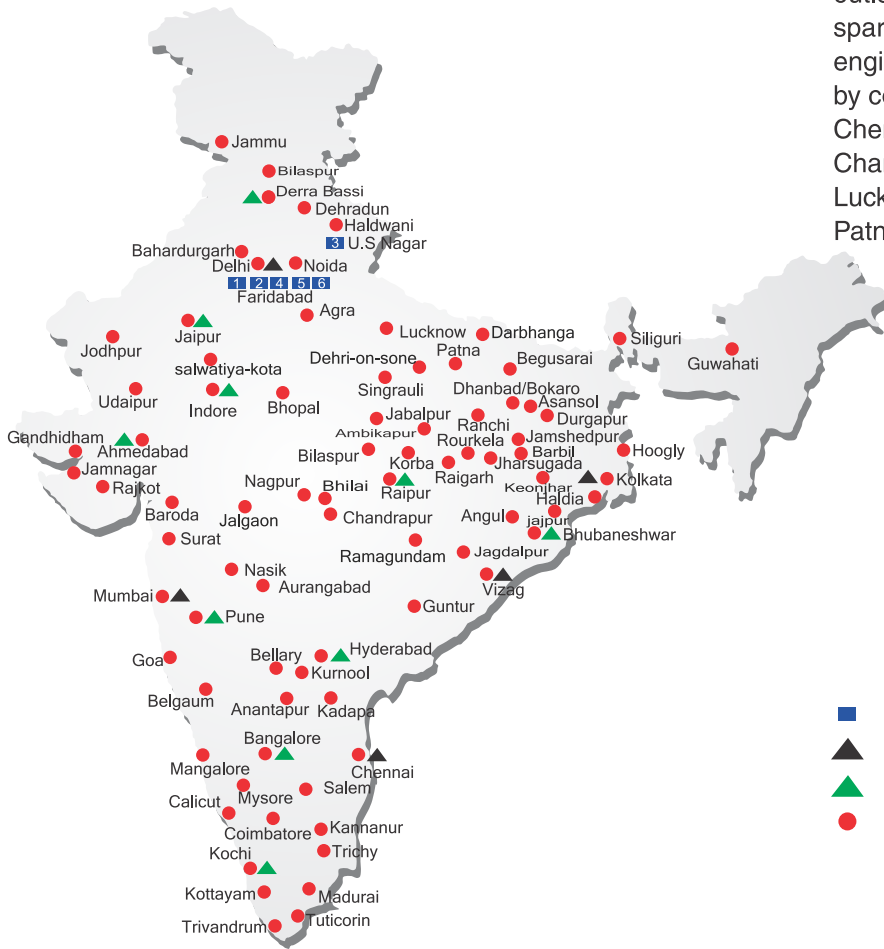 outl
span
engi
by co
Chen
Chan
Luck
Patn
Jammu
Bilaspur
Derra Bassi
Dehradun
Haldwani
3 U.S Nagar
Bahardurgarh
Delhi
Noida
1 2 4 5 6
Faridabad
Agra
Jaipur
Jodhpur
Lucknow
Darbhanga
Siliguri
Guwahati
Patna
Dehri-on-sone
Begusarai
salwatiya-kota
Singrauli
Udaipur
Indore
Bhopal
Dhanbad/Bokaro
Asansol
Durgapur
Jabalpur
Ranchi
Ambikapur
Rourkela
Jamshedpur
Gandhidham
Ahmedabad
Bilaspur
Korba
Barbil
Hoogly
Jharsugada
Raigarh
Jamnagar
Rajkot
Nagpur
Bhilai
Raipur
Keonjhar
Kolkata
Haldia
Baroda
Jalgaon
Chandrapur
Angul
jajpur
Bhubaneshwar
Surat
Ramagundam
Jagdalpur
Nasik
Aurangabad
Vizag
Mumbai
Guntur
Pune
Hyderabad
Goa
Bellary
Kurnool
Belgaum
Anantapur
Kadapa
Bangalore
Mangalore
Chennai
Mysore
Salem
Calicut
Coimbatore
Kannanur
Kochi
Trichy
Kottayam
Madurai
Trivandrum
Tuticorin